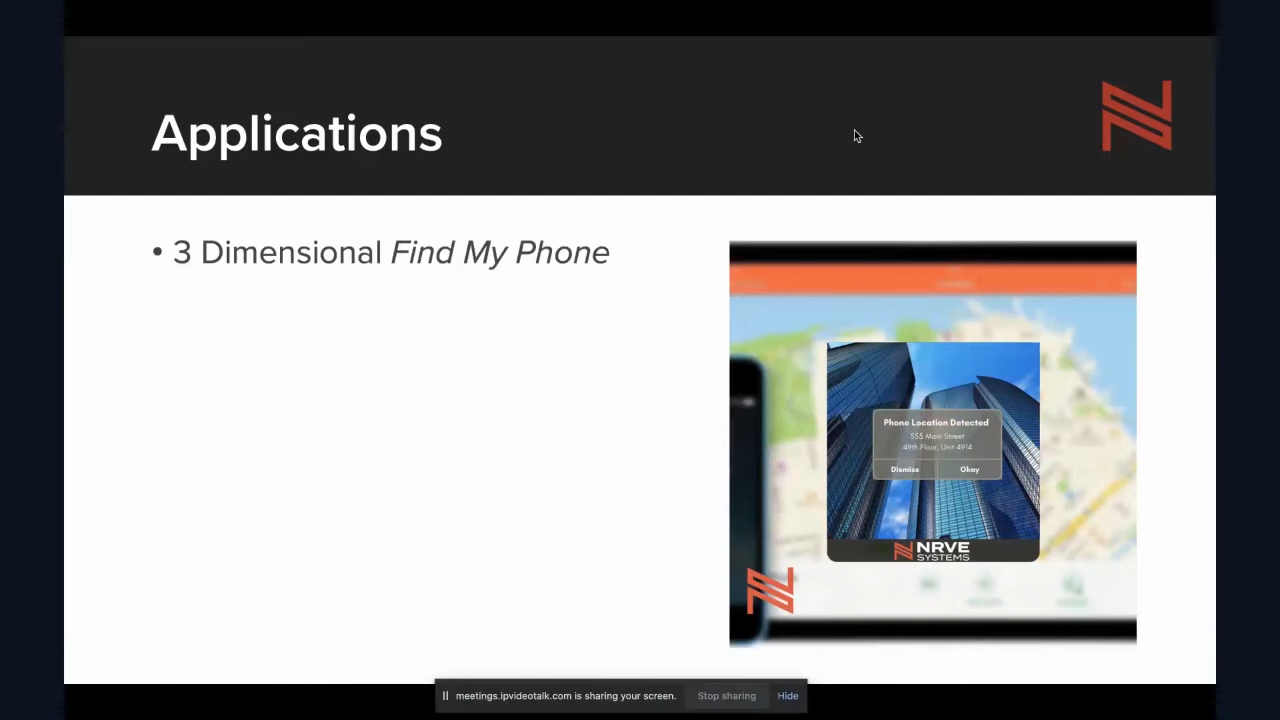 Applications
• 3 Dimensional Find My Phone
Phone Location Detected
555 Main Street
49th Floor, Unit 4914
Dismiss Okay
NRVE
SYSTEMS
meetings.ipvideotalk.com is sharing your screen. Stop sharing Hide